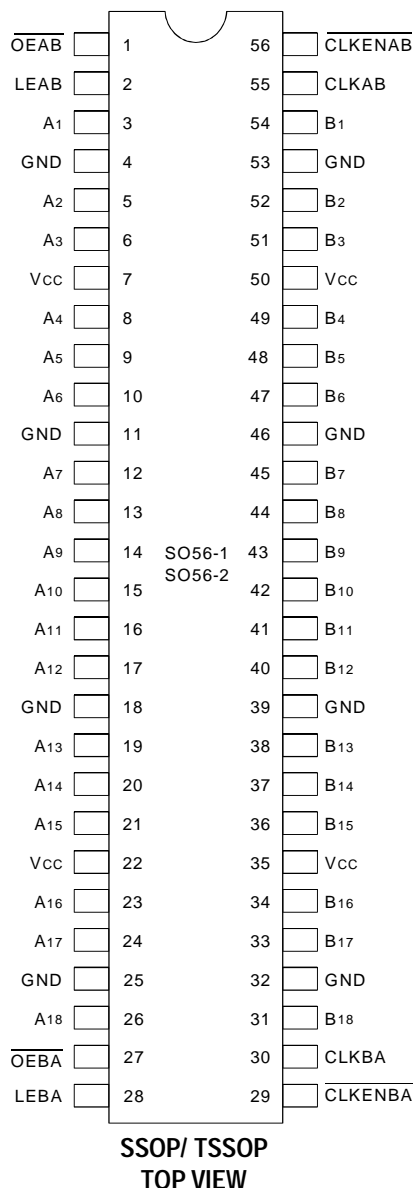 O̅E̅A̅B̅ 1 56 C̅L̅K̅E̅N̅A̅B̅
LEAB 2 55 CLKAB
A1 3 54 B1
GND 4 53 GND
A2 5 52 B2
A3 6 51 B3
VCC 7 50 VCC
A4 8 49 B4
A5 9 48 B5
A6 10 47 B6
GND 11 46 GND
A7 12 45 B7
A8 13 44 B8
A9 14 SO56-1 43 B9
SO56-2
A10 15 42 B10
A11 16 41 B11
A12 17 40 B12
GND 18 39 GND
A13 19 38 B13
A14 20 37 B14
A15 21 36 B15
VCC 22 35 VCC
A16 23 34 B16
A17 24 33 B17
GND 25 32 GND
A18 26 31 B18
O̅E̅B̅A̅ 27 30 CLKBA
LEBA 28 29 C̅L̅K̅E̅N̅B̅A̅
SSOP/ TSSOP
TOP VIEW